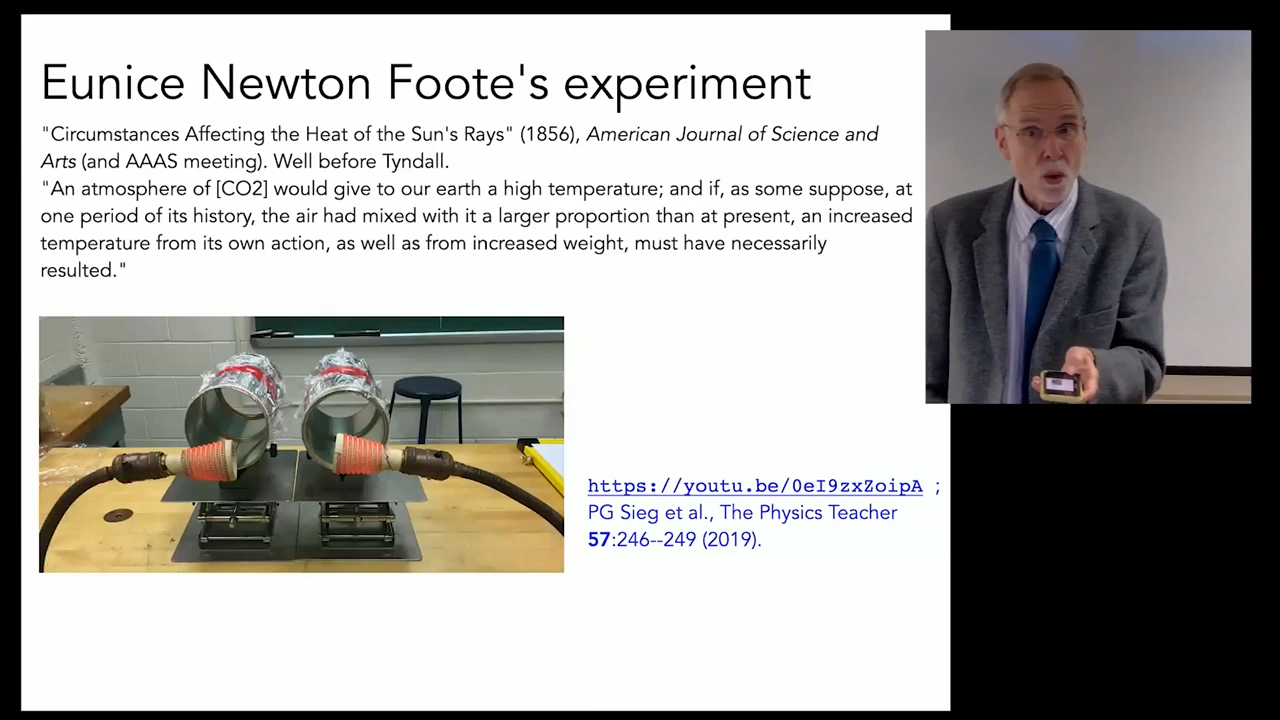 Eunice Newton Foote's experiment
"Circumstances Affecting the Heat of the Sun's Rays" (1856), American Journal of Science and
Arts (and AAAS meeting). Well before Tyndall.
"An atmosphere of [CO2] would give to our earth a high temperature; and if, as some suppose, at
one period of its history, the air had mixed with it a larger proportion than at present, an increased
temperature from its own action, as well as from increased weight, must have necessarily
resulted."
https://youtu.be/0eI9zxZoipA ;
PG Sieg et al., The Physics Teacher
57:246--249 (2019).